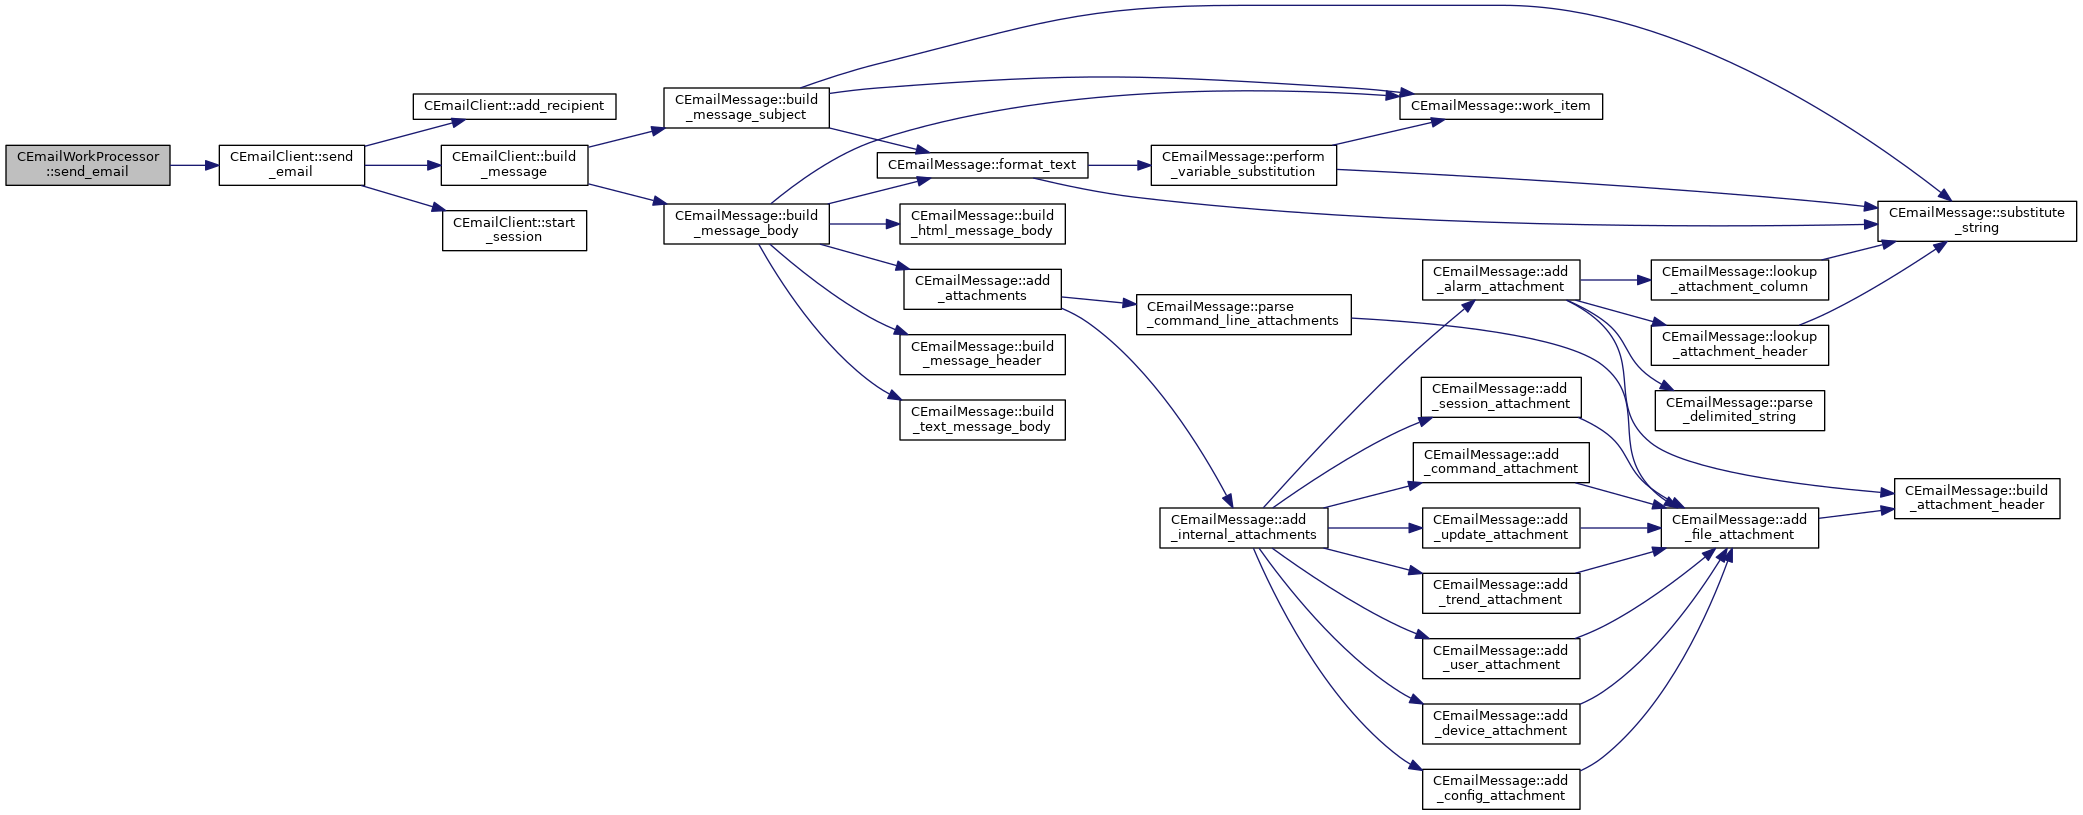 CEmailWorkProcessor
::send_email
CEmailClient::send
_email
CEmailClient::add_recipient
CEmailClient::build
_message
CEmailClient::start
_session
CEmailMessage::build
_message_subject
CEmailMessage::build
_message_body
CEmailMessage::format_text
CEmailMessage::build
_html_message_body
CEmailMessage::add
_attachments
CEmailMessage::build
_message_header
CEmailMessage::build
_text_message_body
CEmailMessage::perform
_variable_substitution
CEmailMessage::parse
_command_line_attachments
CEmailMessage::add
_internal_attachments
CEmailMessage::work_item
CEmailMessage::add
_alarm_attachment
CEmailMessage::add
_session_attachment
CEmailMessage::add
_command_attachment
CEmailMessage::add
_update_attachment
CEmailMessage::add
_trend_attachment
CEmailMessage::add
_user_attachment
CEmailMessage::add
_device_attachment
CEmailMessage::add
_config_attachment
CEmailMessage::lookup
_attachment_column
CEmailMessage::lookup
_attachment_header
CEmailMessage::parse
_delimited_string
CEmailMessage::add
_file_attachment
CEmailMessage::substitute
_string
CEmailMessage::build
_attachment_header